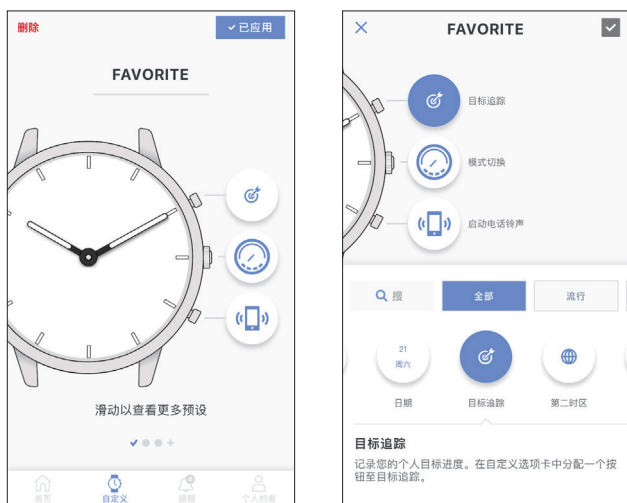 删除
已应用
FAVORITE
滑动以查看更多预设
首页
自定义
提醒
个人档案
FAVORITE
目标追踪
模式切换
启动电话铃声
搜
全部
流行
21
周六
日期
目标追踪
第二时区
目标追踪
记录您的个人目标进度。在自定义选项卡中分配一个按
钮至目标追踪。